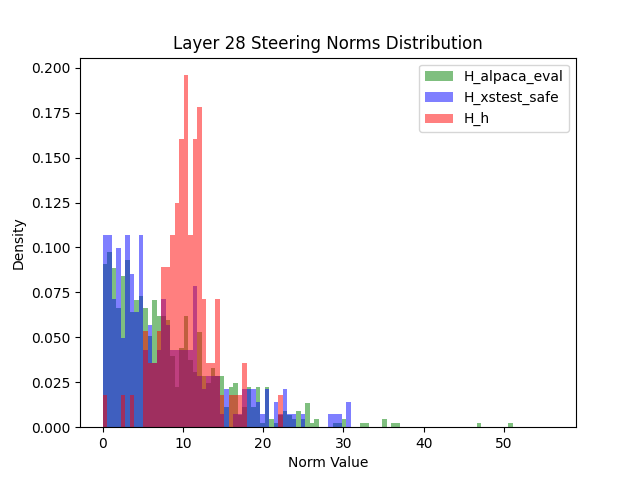 Layer 28 Steering Norms Distribution
H_alpaca_eval
H_xstest_safe
H_h
0.200
0.175
0.150
0.125
0.100
0.075
0.050
0.025
0.000
Density
0 10 20 30 40 50
Norm Value